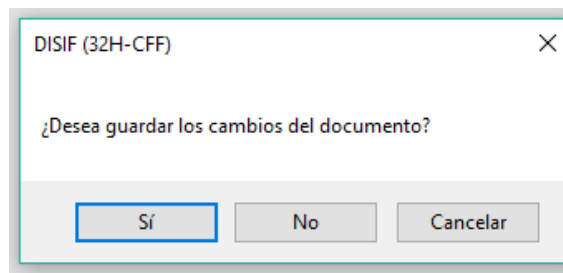 DISIF (32H-CFF)
¿Desea guardar los cambios del documento?
Sí No Cancelar